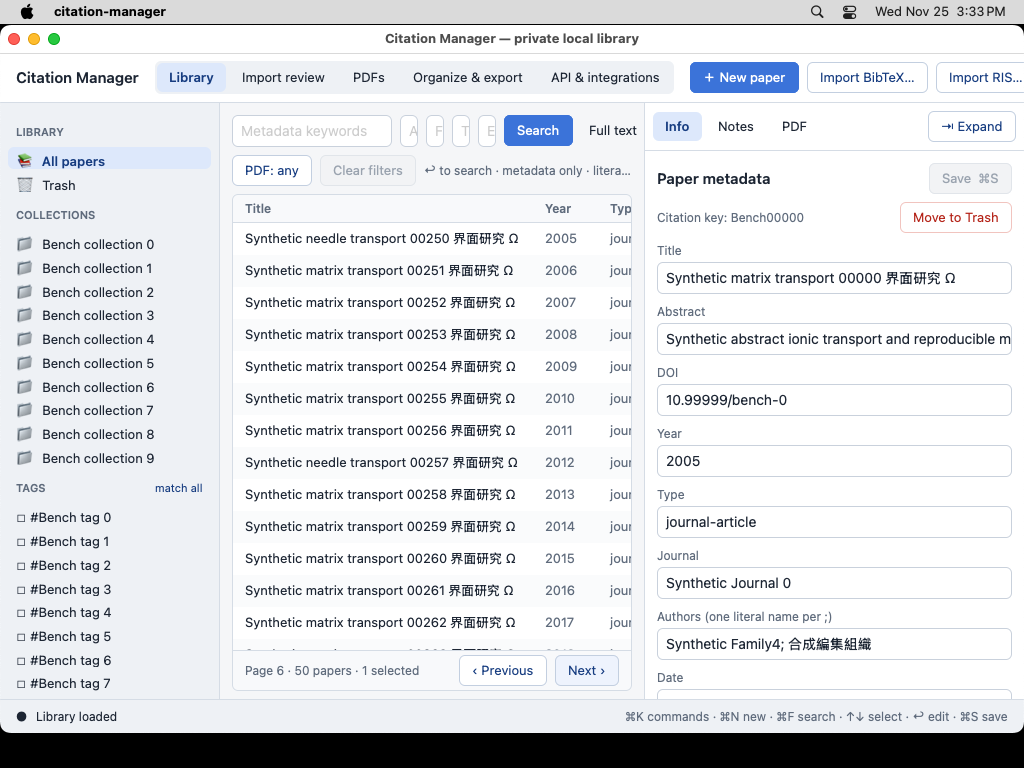 citation-manager
Wed Nov 25 3:33 PM
Citation Manager — private local library
Citation Manager
Library
Import review
PDFs
Organize & export
API & integrations
+ New paper
Import BibTeX…
Import RIS…
LIBRARY
All papers
Trash
COLLECTIONS
Bench collection 0
Bench collection 1
Bench collection 2
Bench collection 3
Bench collection 4
Bench collection 5
Bench collection 6
Bench collection 7
Bench collection 8
Bench collection 9
TAGS
match all
#Bench tag 0
#Bench tag 1
#Bench tag 2
#Bench tag 3
#Bench tag 4
#Bench tag 5
#Bench tag 6
#Bench tag 7
Metadata keywords
A
F
T
E
Search
Full text
PDF: any
Clear filters
↩ to search · metadata only · litera…
Title Year Typ
Synthetic needle transport 00250 界面研究 Ω 2005 jour
Synthetic matrix transport 00251 界面研究 Ω 2006 jour
Synthetic matrix transport 00252 界面研究 Ω 2007 jour
Synthetic matrix transport 00253 界面研究 Ω 2008 jour
Synthetic matrix transport 00254 界面研究 Ω 2009 jour
Synthetic matrix transport 00255 界面研究 Ω 2010 jour
Synthetic matrix transport 00256 界面研究 Ω 2011 jour
Synthetic needle transport 00257 界面研究 Ω 2012 jour
Synthetic matrix transport 00258 界面研究 Ω 2013 jour
Synthetic matrix transport 00259 界面研究 Ω 2014 jour
Synthetic matrix transport 00260 界面研究 Ω 2015 jour
Synthetic matrix transport 00261 界面研究 Ω 2016 jour
Synthetic matrix transport 00262 界面研究 Ω 2017 jour
Page 6 · 50 papers · 1 selected
‹ Previous
Next ›
Info
Notes
PDF
⇥ Expand
Paper metadata
Save ⌘S
Citation key: Bench00000
Move to Trash
Title
Synthetic matrix transport 00000 界面研究 Ω
Abstract
Synthetic abstract ionic transport and reproducible m
DOI
10.99999/bench-0
Year
2005
Type
journal-article
Journal
Synthetic Journal 0
Authors (one literal name per ;)
Synthetic Family4; 合成編集組織
Date
Library loaded
⌘K commands · ⌘N new · ⌘F search · ↑↓ select · ↩ edit · ⌘S save